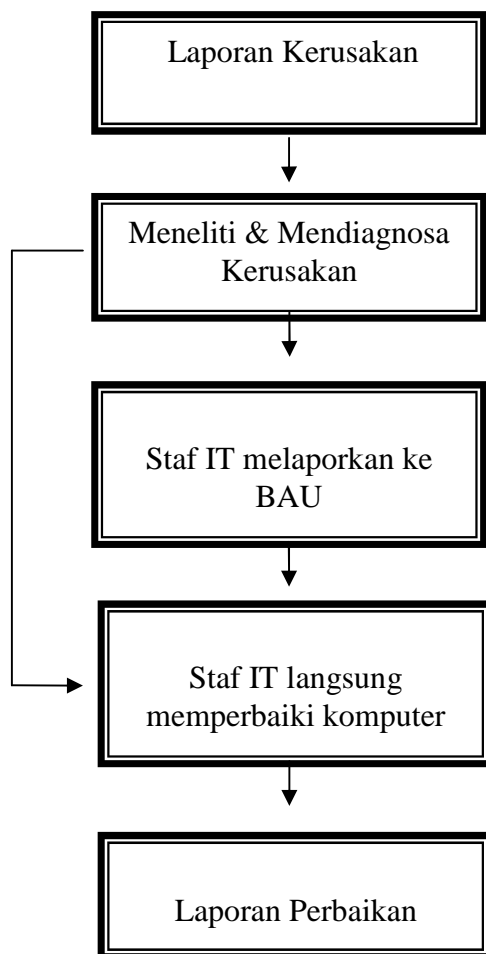 Laporan Kerusakan
Meneliti & Mendiagnosa
Kerusakan
Staf IT melaporkan ke
BAU
Staf IT langsung
memperbaiki komputer
Laporan Perbaikan